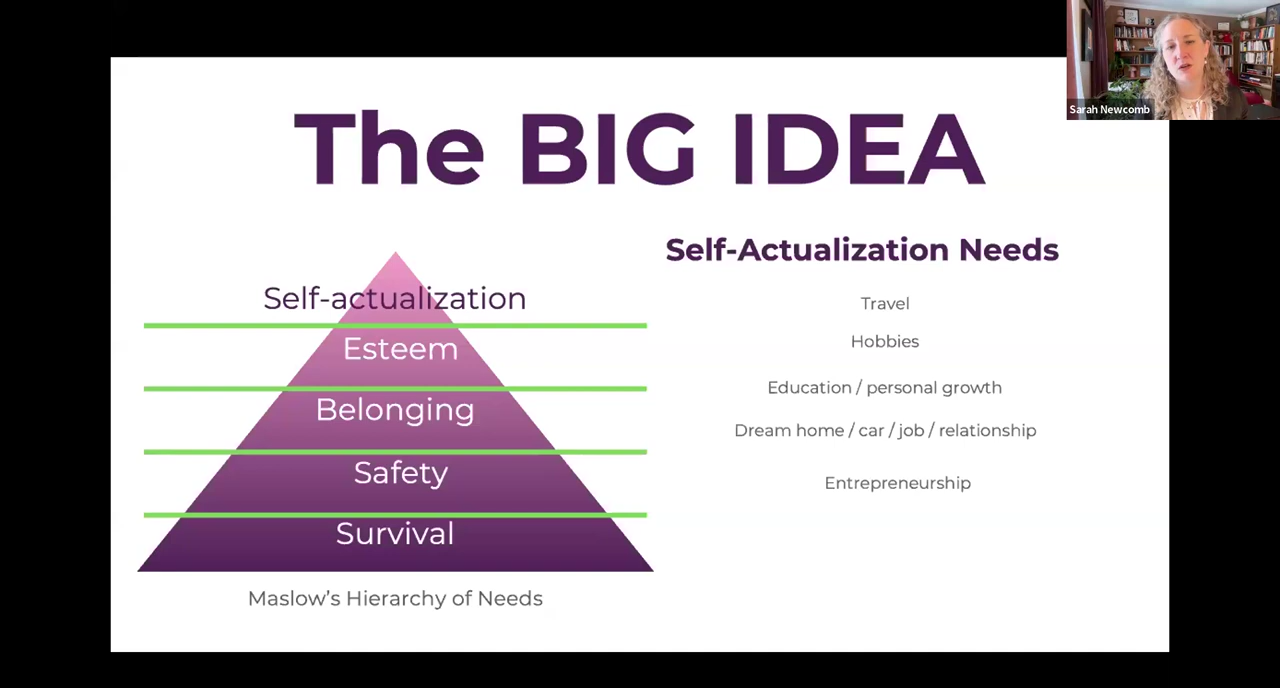 Sarah Newcomb
The BIG IDEA
Self-actualization
Esteem
Belonging
Safety
Survival
Maslow’s Hierarchy of Needs
Self-Actualization Needs
Travel
Hobbies
Education / personal growth
Dream home / car / job / relationship
Entrepreneurship